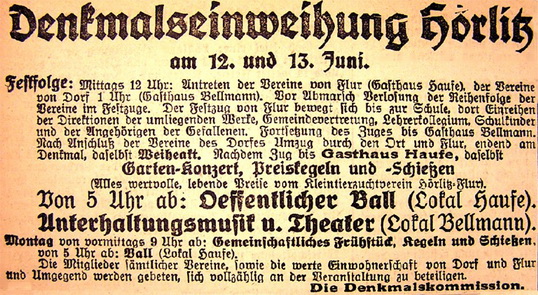 Denkmalseinweihung Hörlitz
am 12. und 13. Juni.
Festfolge: Mittags 12 Uhr: Antreten der Vereine von Flur (Gasthaus Haufe), der Vereine
von Dorf 1 Uhr (Gasthaus Bellmann). Vor Abmarsch Verlosung der Reihenfolge der
Vereine im Festzuge. Der Festzug von Flur bewegt sich bis zur Schule, dort Einreihen
der Direktionen der umliegenden Werke, Gemeindevertretung, Lehrerkollegium, Schulkinder
und der Angehörigen der Gefallenen. Fortsetzung des Zuges bis Gasthaus Bellmann.
Nach Anschluß der Vereine des Dorfes Umzug durch den Ort und Flur, endend am
Denkmal, daselbst Weiheakt. Nachdem Zug bis Gasthaus Haufe, daselbst
Garten-Konzert, Preiskegeln und -Schießen
(Alles wertvolle, lebende Preise vom Kleintierzuchtverein Hörlitz-Flur).
Von 5 Uhr ab: Oeffentlicher Ball (Lokal Haufe).
Unterhaltungsmusik u. Theater (Lokal Bellmann).
Montag von vormittags 9 Uhr ab: Gemeinschaftliches Frühstück, Kegeln und Schießen,
von 5 Uhr ab: Ball (Lokal Haufe).
Die Mitglieder sämtlicher Vereine, sowie die werte Einwohnerschaft von Dorf und Flur
und Umgegend werden gebeten, sich vollzählig an der Veranstaltung zu beteiligen.
Die Denkmalskommission.